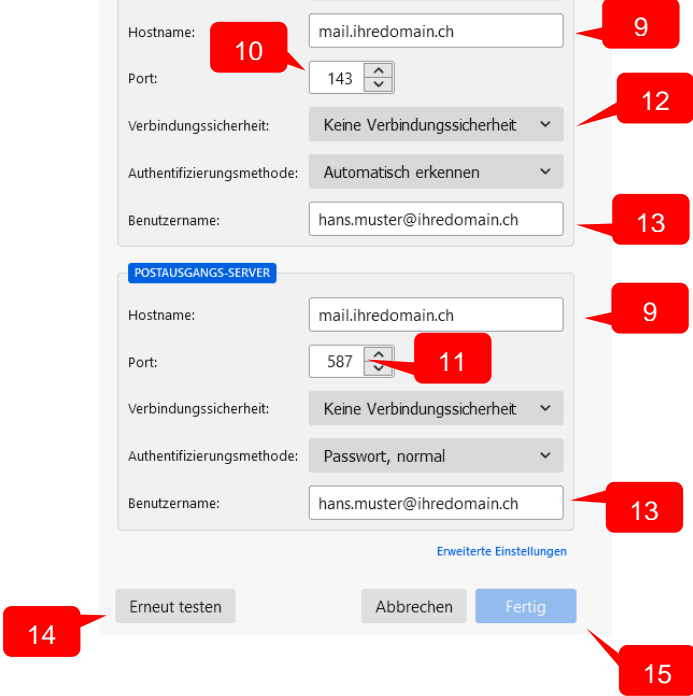 Hostname: mail.ihredomain.ch 9
10
Port: 143
12
Verbindungssicherheit: Keine Verbindungssicherheit
Authentifizierungsmethode: Automatisch erkennen
Benutzername: hans.muster@ihredomain.ch 13
POSTAUSGANGS-SERVER
Hostname: mail.ihredomain.ch 9
Port: 587 11
Verbindungssicherheit: Keine Verbindungssicherheit
Authentifizierungsmethode: Passwort, normal
Benutzername: hans.muster@ihredomain.ch 13
Erweiterte Einstellungen
Erneut testen Abbrechen Fertig
14
15